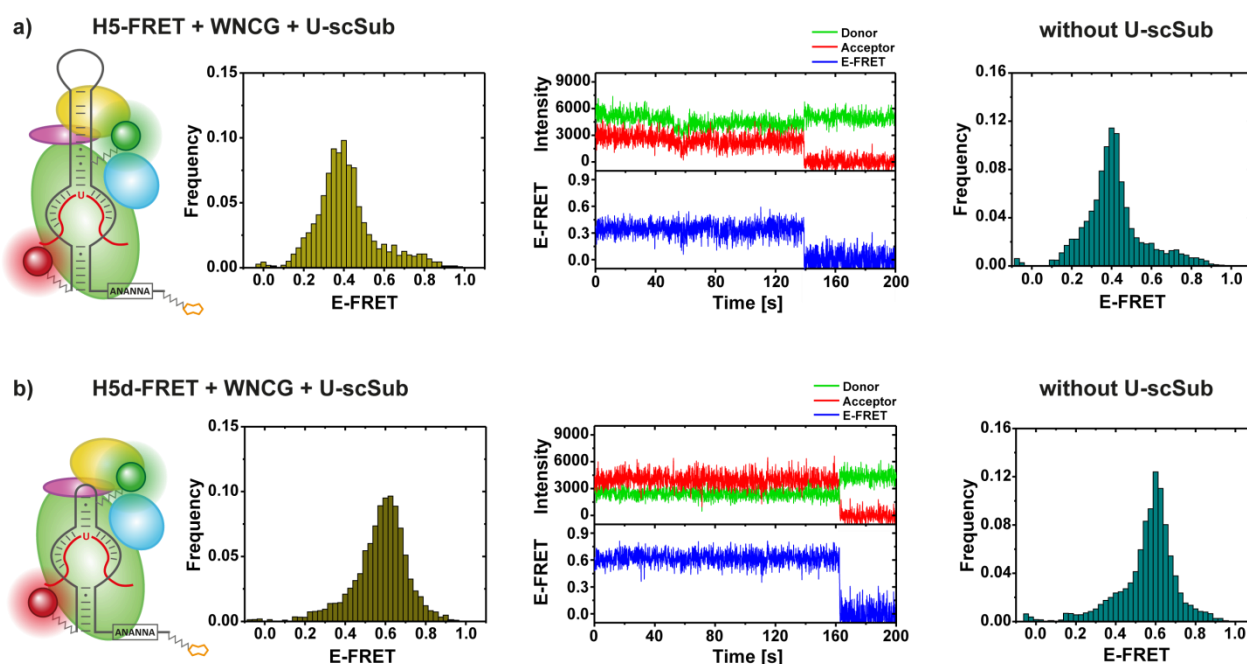 a)
H5-FRET + WNCG + U-scSub
without U-scSub
U
ANANNA
Frequency
0.15
0.10
0.05
0.00
0.0 0.2 0.4 0.6 0.8 1.0
E-FRET
Donor
Acceptor
E-FRET
Intensity
9000
6000
3000
0
E-FRET
0.9
0.6
0.3
0.0
0 40 80 120 160 200
Time [s]
Frequency
0.16
0.12
0.08
0.04
0.00
0.0 0.2 0.4 0.6 0.8 1.0
E-FRET
b)
H5d-FRET + WNCG + U-scSub
without U-scSub
U
ANANNA
Frequency
0.15
0.10
0.05
0.00
0.0 0.2 0.4 0.6 0.8 1.0
E-FRET
Donor
Acceptor
E-FRET
Intensity
9000
6000
3000
0
E-FRET
0.9
0.6
0.3
0.0
0 40 80 120 160 200
Time [s]
Frequency
0.16
0.12
0.08
0.04
0.00
0.0 0.2 0.4 0.6 0.8 1.0
E-FRET